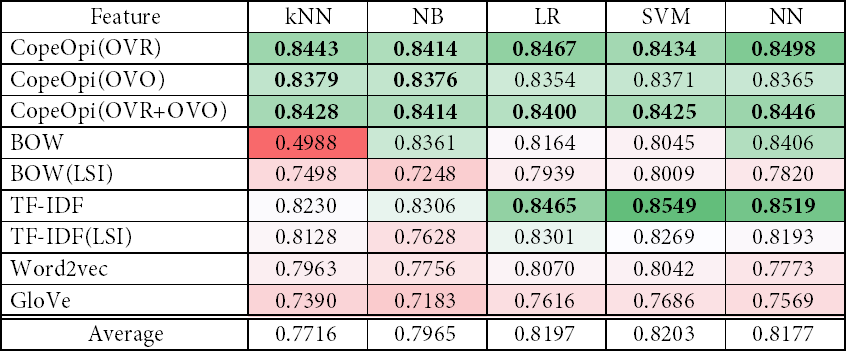 Feature kNN NB LR SVM NN
CopeOpi(OVR) 0.8443 0.8414 0.8467 0.8434 0.8498
CopeOpi(OVO) 0.8379 0.8376 0.8354 0.8371 0.8365
CopeOpi(OVR+OVO) 0.8428 0.8414 0.8400 0.8425 0.8446
BOW 0.4988 0.8361 0.8164 0.8045 0.8406
BOW(LSI) 0.7498 0.7248 0.7939 0.8009 0.7820
TF-IDF 0.8230 0.8306 0.8465 0.8549 0.8519
TF-IDF(LSI) 0.8128 0.7628 0.8301 0.8269 0.8193
Word2vec 0.7963 0.7756 0.8070 0.8042 0.7773
GloVe 0.7390 0.7183 0.7616 0.7686 0.7569
Average 0.7716 0.7965 0.8197 0.8203 0.8177